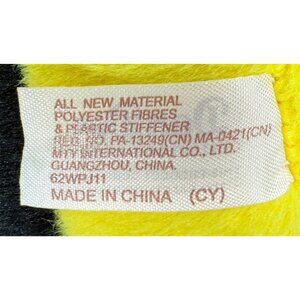 ALL NEW MATERIAL
POLYESTER FIBRES
& PLASTIC STIFFENER
REG. NO. PA-13249(CN) MA-0421(CN)
MTY INTERNATIONAL CO., LTD.
GUANGZHOU, CHINA.
62WPJ11
MADE IN CHINA (CY)